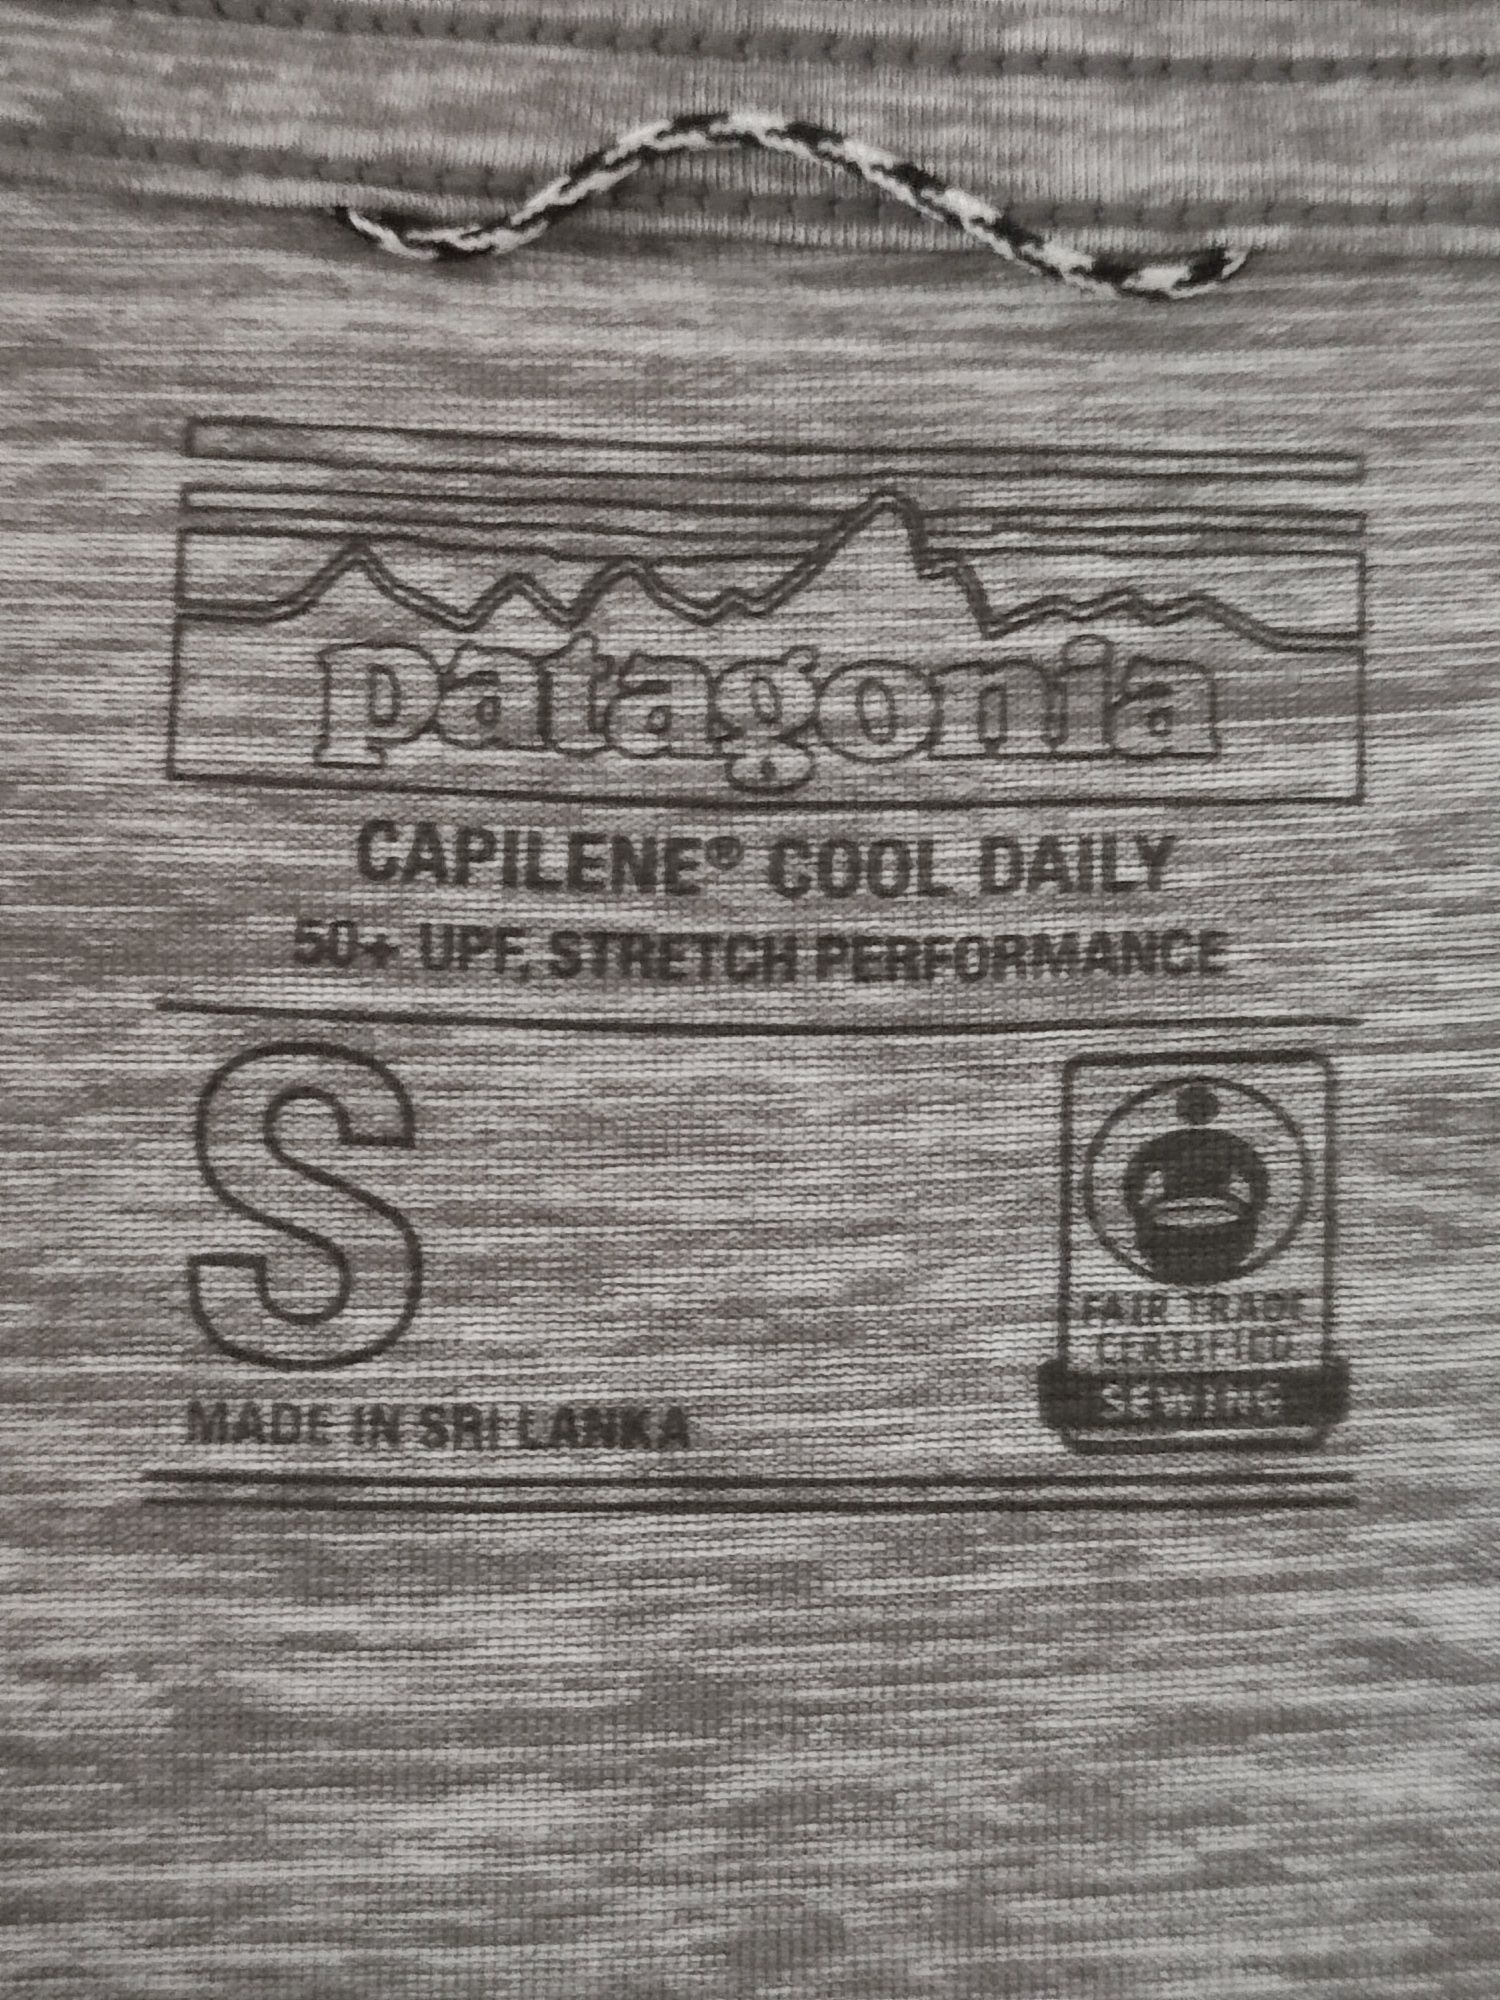 patagonia
CAPILENE® COOL DAILY
50+ UPF, STRETCH PERFORMANCE
S
MADE IN SRI LANKA
FAIR TRADE
CERTIFIED
SEWING